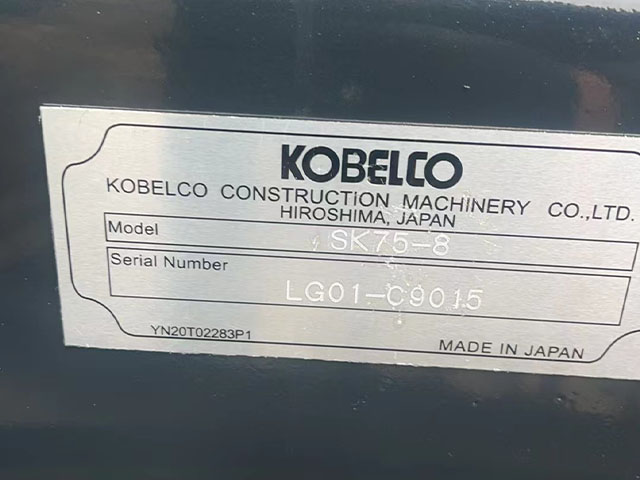 KOBELCO
KOBELCO CONSTRUCTION MACHINERY CO.,LTD.
HIROSHIMA, JAPAN
Model SK75-8
Serial Number LG01-C9015
YN20T02283P1 MADE IN JAPAN